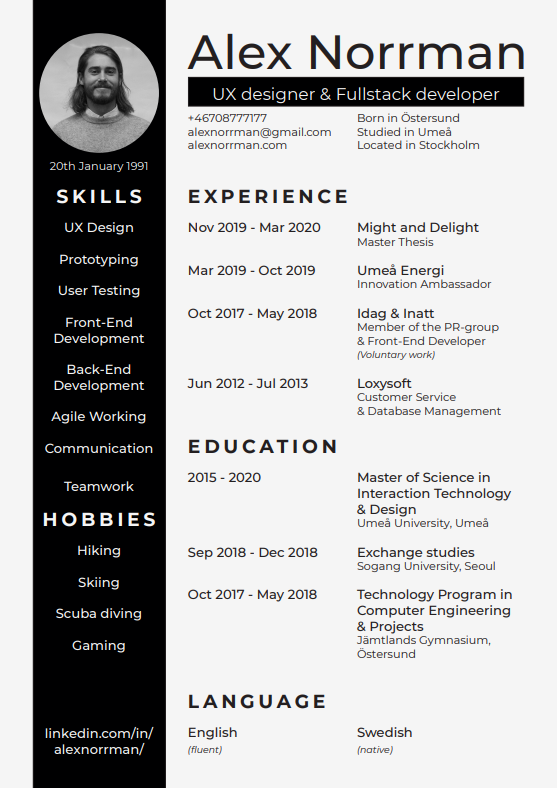 Alex Norrman
UX designer & Fullstack developer
+46708777177
alexnorrman@gmail.com
alexnorrman.com
Born in Östersund
Studied in Umeå
Located in Stockholm
20th January 1991
SKILLS
UX Design
Prototyping
User Testing
Front-End
Development
Back-End
Development
Agile Working
Communication
Teamwork
HOBBIES
Hiking
Skiing
Scuba diving
Gaming
linkedin.com/in/
alexnorrman/
EXPERIENCE
Nov 2019 - Mar 2020
Might and Delight
Master Thesis
Mar 2019 - Oct 2019
Umeå Energi
Innovation Ambassador
Oct 2017 - May 2018
Idag & Inatt
Member of the PR-group
& Front-End Developer
(Voluntary work)
Jun 2012 - Jul 2013
Loxysoft
Customer Service
& Database Management
EDUCATION
2015 - 2020
Master of Science in
Interaction Technology
& Design
Umeå University, Umeå
Sep 2018 - Dec 2018
Exchange studies
Sogang University, Seoul
Oct 2017 - May 2018
Technology Program in
Computer Engineering
& Projects
Jämtlands Gymnasium,
Östersund
LANGUAGE
English
(fluent)
Swedish
(native)